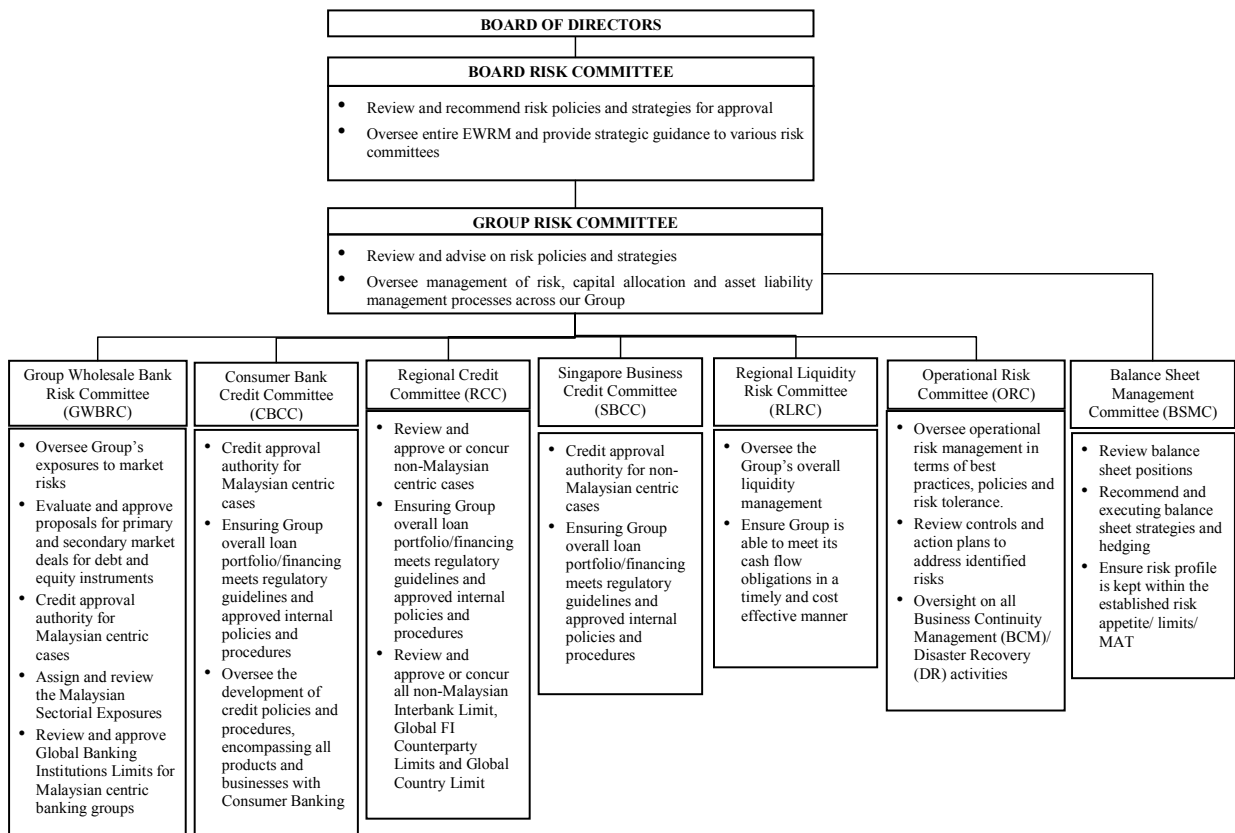 BOARD OF DIRECTORS
BOARD RISK COMMITTEE
• Review and recommend risk policies and strategies for approval
• Oversee entire EWRM and provide strategic guidance to various risk
committees
GROUP RISK COMMITTEE
• Review and advise on risk policies and strategies
• Oversee management of risk, capital allocation and asset liability
management processes across our Group
Group Wholesale Bank
Risk Committee
(GWBRC)
• Oversee Group's
exposures to market
risks
• Evaluate and approve
proposals for primary
and secondary market
deals for debt and
equity instruments
• Credit approval
authority for
Malaysian centric
cases
• Assign and review
the Malaysian
Sectorial Exposures
• Review and approve
Global Banking
Institutions Limits for
Malaysian centric
banking groups
Consumer Bank
Credit Committee
(CBCC)
• Credit approval
authority for
Malaysian centric
cases
• Ensuring Group
overall loan
portfolio/financing
meets regulatory
guidelines and
approved internal
policies and
procedures
• Oversee the
development of
credit policies and
procedures,
encompassing all
products and
businesses with
Consumer Banking
Regional Credit
Committee (RCC)
• Review and
approve or concur
non-Malaysian
centric cases
• Ensuring Group
overall loan
portfolio/financing
meets regulatory
guidelines and
approved internal
policies and
procedures
• Review and
approve or concur
all non-Malaysian
Interbank Limit,
Global FI
Counterparty
Limits and Global
Country Limit
Singapore Business
Credit Committee
(SBCC)
• Credit approval
authority for non-
Malaysian centric
cases
• Ensuring Group
overall loan
portfolio/financing
meets regulatory
guidelines and
approved internal
policies and
procedures
Regional Liquidity
Risk Committee
(RLRC)
• Oversee the
Group's overall
liquidity
management
• Ensure Group is
able to meet its
cash flow
obligations in a
timely and cost
effective manner
Operational Risk
Committee (ORC)
• Oversee operational
risk management in
terms of best
practices, policies and
risk tolerance.
• Review controls and
action plans to
address identified
risks
• Oversight on all
Business Continuity
Management (BCM)/
Disaster Recovery
(DR) activities
Balance Sheet
Management
Committee (BSMC)
• Review balance
sheet positions
• Recommend and
executing balance
sheet strategies and
hedging
• Ensure risk profile
is kept within the
established risk
appetite/ limits/
MAT